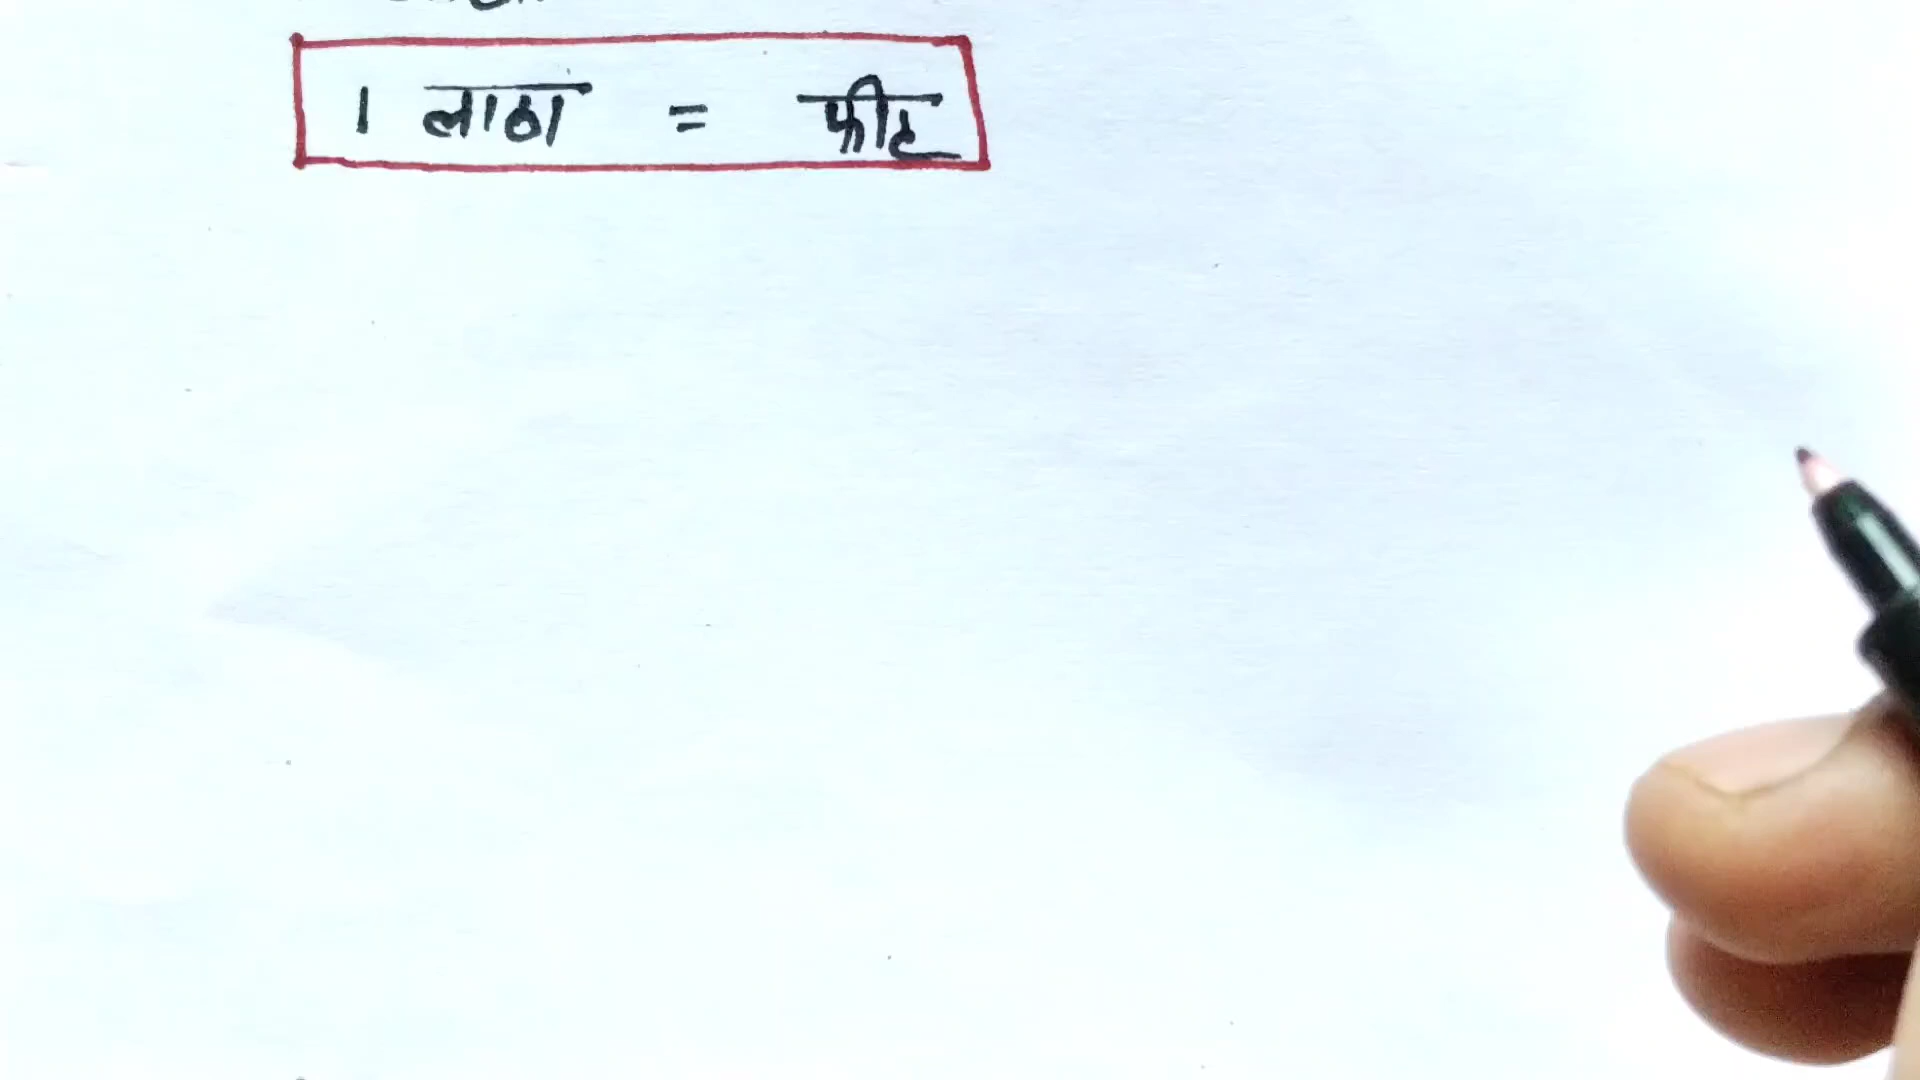 1 लाठा = फीट